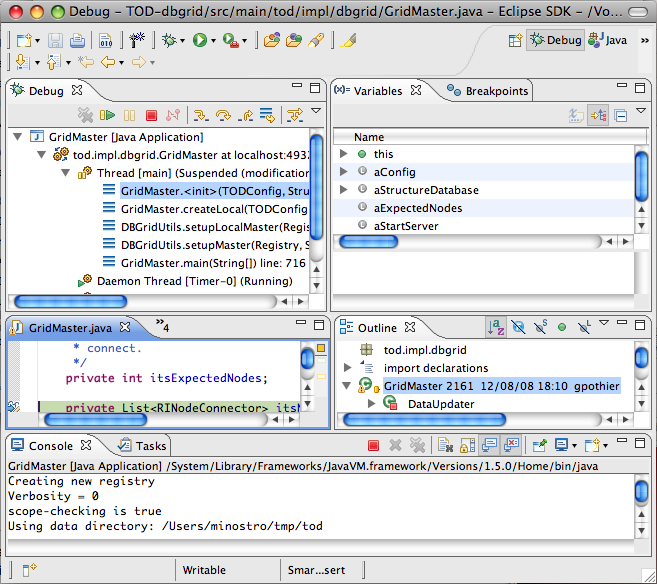 Debug - TOD-dbgrid/src/main/tod/impl/dbgrid/GridMaster.java - Eclipse SDK - /Vo...
010
Debug
Java
Debug
GridMaster [Java Application]
tod.impl.dbgrid.GridMaster at localhost:4932
Thread [main] (Suspended (modification
GridMaster.<init>(TODConfig, Stru
GridMaster.createLocal(TODConfig
DBGridUtils.setupLocalMaster(Regis
DBGridUtils.setupMaster(Registry, S
GridMaster.main(String[]) line: 716
Daemon Thread [Timer-0] (Running)
(x)= Variables
Breakpoints
Name
this
aConfig
aStructureDatabase
aExpectedNodes
aStartServer
GridMaster.java
»4
* connect.
*/
private int itsExpectedNodes;
private List<RINodeConnector> itsN
Outline
tod.impl.dbgrid
import declarations
GridMaster 2161 12/08/08 18:10 gpothier
DataUpdater
Console
Tasks
GridMaster [Java Application] /System/Library/Frameworks/JavaVM.framework/Versions/1.5.0/Home/bin/java
Creating new registry
Verbosity = 0
scope-checking is true
Using data directory: /Users/minostro/tmp/tod
Writable
Smar...sert